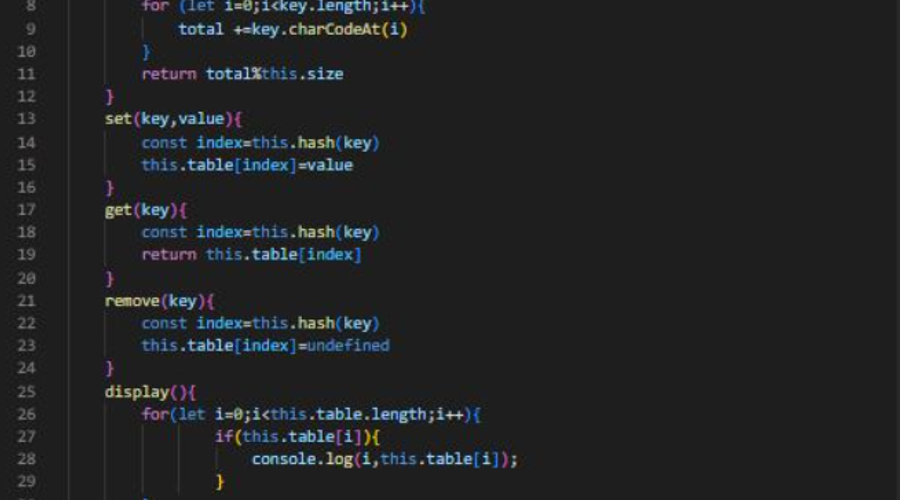 8 for (let i=0;i<key.length;i++){
9 total +=key.charCodeAt(i)
10 }
11 return total%this.size
12 }
13 set(key,value){
14 const index=this.hash(key)
15 this.table[index]=value
16 }
17 get(key){
18 const index=this.hash(key)
19 return this.table[index]
20 }
21 remove(key){
22 const index=this.hash(key)
23 this.table[index]=undefined
24 }
25 display(){
26 for(let i=0;i<this.table.length;i++){
27 if(this.table[i]){
28 console.log(i,this.table[i]);
29 }